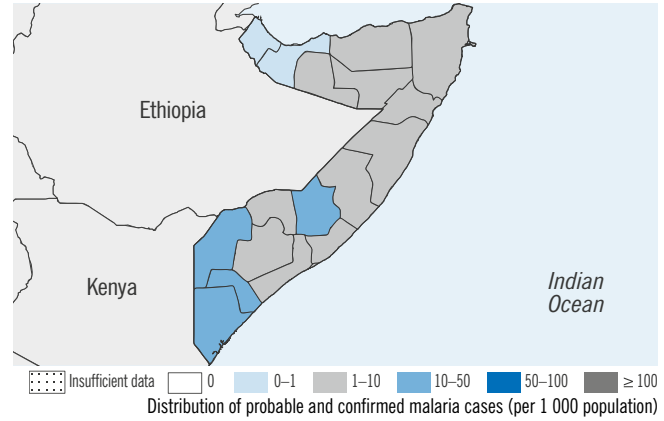 Ethiopia
Kenya
Indian
Ocean
Insufficient data 0 0–1 1–10 10–50 50–100 ≥ 100
Distribution of probable and confirmed malaria cases (per 1 000 population)